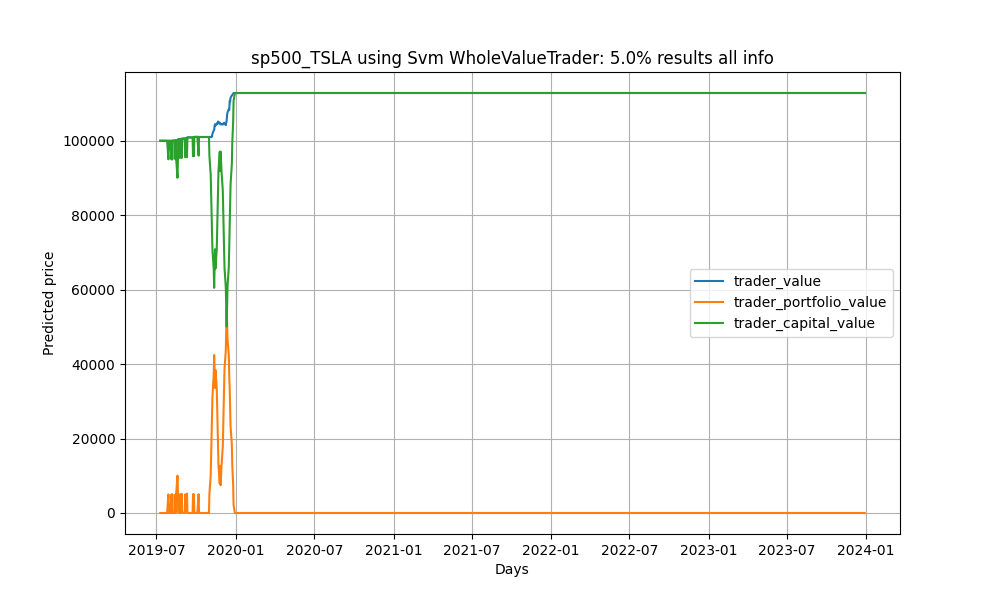 sp500_TSLA using Svm WholeValueTrader: 5.0% results all info
Predicted price
100000
80000
60000
40000
20000
0
trader_value
trader_portfolio_value
trader_capital_value
2019-07 2020-01 2020-07 2021-01 2021-07 2022-01 2022-07 2023-01 2023-07 2024-01
Days